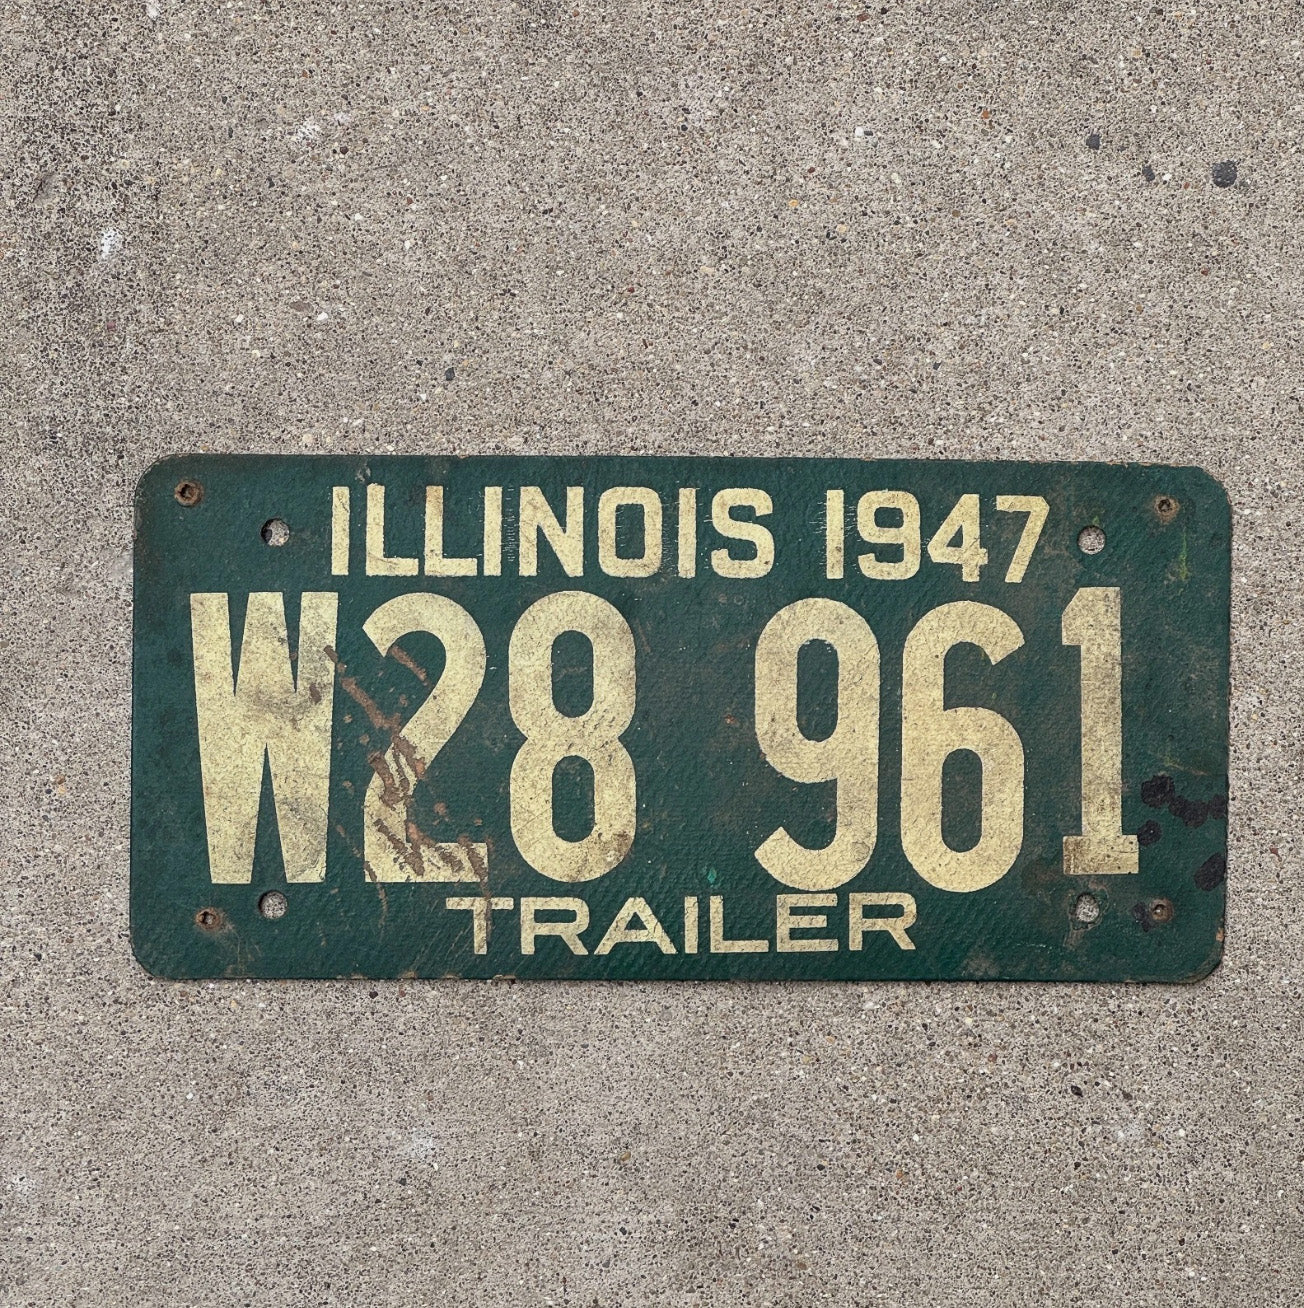 ILLINOIS 1947
W28 961
TRAILER